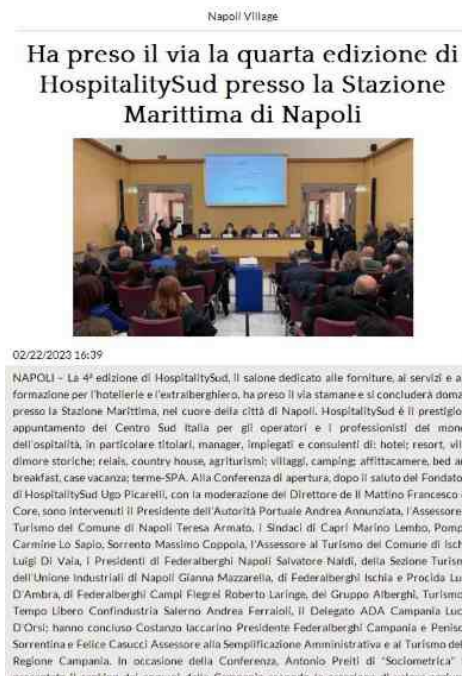 Napoli Village
Ha preso il via la quarta edizione di
HospitalitySud presso la Stazione
Marittima di Napoli
02/22/2023 16:39
NAPOLI – La 4ª edizione di HospitalitySud, il salone dedicato alle forniture, ai servizi e a
formazione per l'hotellerie e l'extralberghiero, ha preso il via stamane e si concluderà doma
presso la Stazione Marittima, nel cuore della città di Napoli. HospitalitySud è il prestigio
appuntamento del Centro Sud Italia per gli operatori e i professionisti del mon
dell'ospitalità, in particolare titolari, manager, impiegati e consulenti di: hotel; resort, vil
dimore storiche; relais, country house, agriturismi; villaggi, camping; affittacamere, bed a
breakfast, case vacanza; terme-SPA. Alla Conferenza di apertura, dopo il saluto del Fondato
di HospitalitySud Ugo Picarelli, con la moderazione del Direttore de Il Mattino Francesco
Core, sono intervenuti il Presidente dell'Autorità Portuale Andrea Annunziata, l'Assessore
Turismo del Comune di Napoli Teresa Armato, i Sindaci di Capri Marino Lembo, Pomp
Carmine Lo Sapio, Sorrento Massimo Coppola, l'Assessore al Turismo del Comune di Isch
Luigi Di Vaia, i Presidenti di Federalberghi Napoli Salvatore Naldi, della Sezione Turism
dell'Unione Industriali di Napoli Gianna Mazzarella, di Federalberghi Ischia e Procida Lu
D'Ambra, di Federalberghi Campi Flegrei Roberto Laringe, del Gruppo Alberghi, Turismo
Tempo Libero Confindustria Salerno Andrea Ferraioli, il Delegato ADA Campania Luc
D'Orsi; hanno concluso Costanzo Iaccarino Presidente Federalberghi Campania e Peniso
Sorrentina e Felice Casucci Assessore alla Semplificazione Amministrativa e al Turismo del
Regione Campania. In occasione della Conferenza, Antonio Preiti di "Sociometrica"